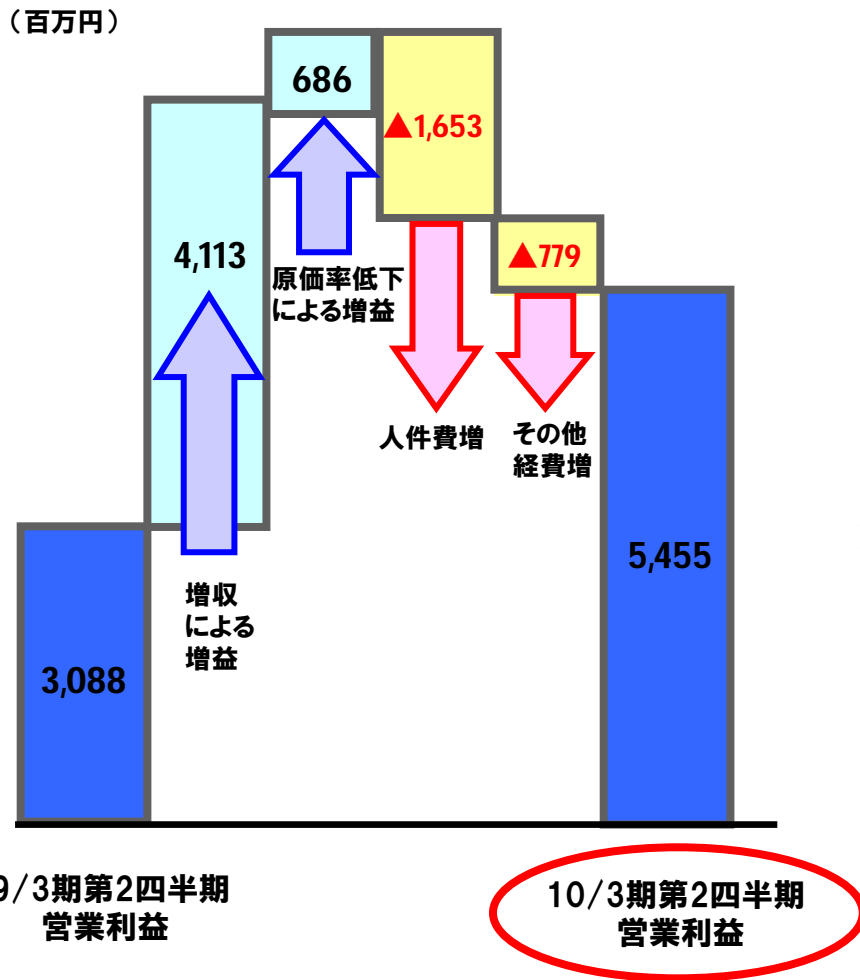 （百万円）
686
▲1,653
4,113
▲779
原価率低下
による増益
人件費増
その他
経費増
5,455
増収
による
増益
3,088
9/3期第2四半期
営業利益
10/3期第2四半期
営業利益